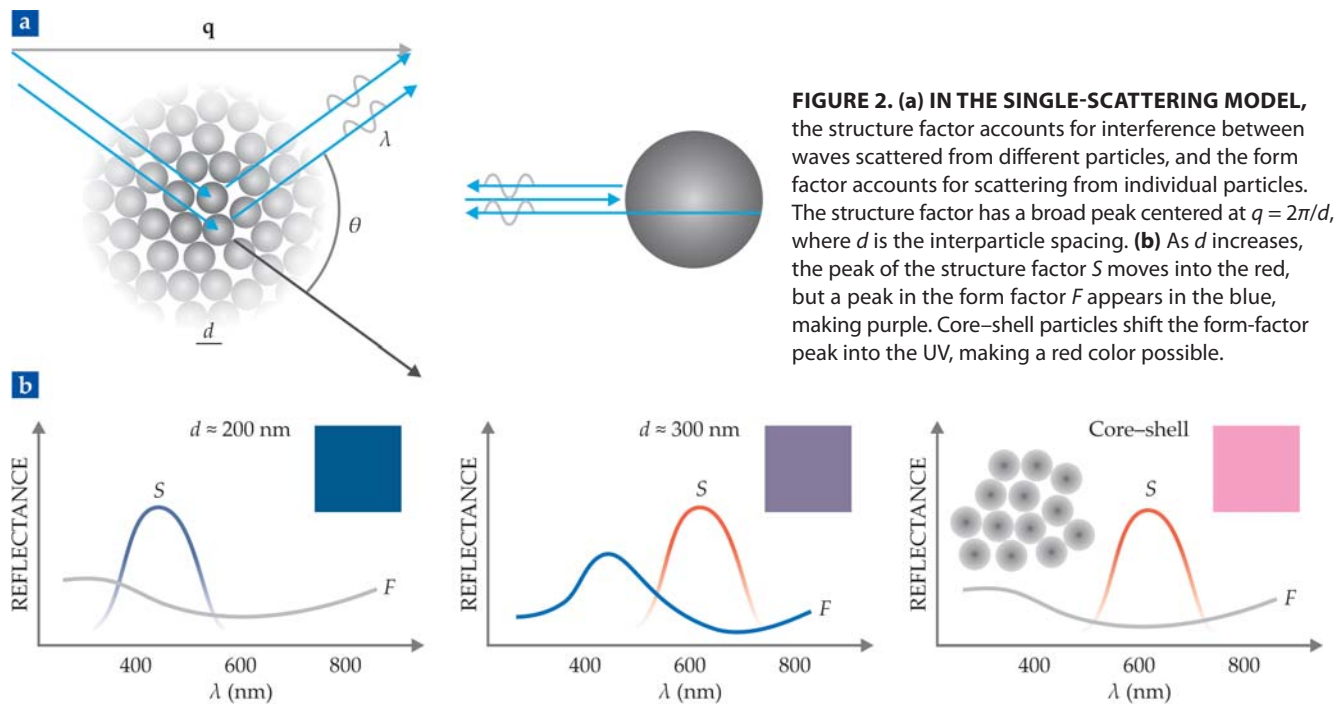 a
q
λ
θ
d
FIGURE 2. (a) IN THE SINGLE-SCATTERING MODEL,
the structure factor accounts for interference between
waves scattered from different particles, and the form
factor accounts for scattering from individual particles.
The structure factor has a broad peak centered at q = 2π/d,
where d is the interparticle spacing. (b) As d increases,
the peak of the structure factor S moves into the red,
but a peak in the form factor F appears in the blue,
making purple. Core–shell particles shift the form-factor
peak into the UV, making a red color possible.
b
REFLECTANCE
d ≈ 200 nm
S
F
400 600 800
λ (nm)
REFLECTANCE
d ≈ 300 nm
S
F
400 600 800
λ (nm)
REFLECTANCE
Core–shell
S
F
400 600 800
λ (nm)